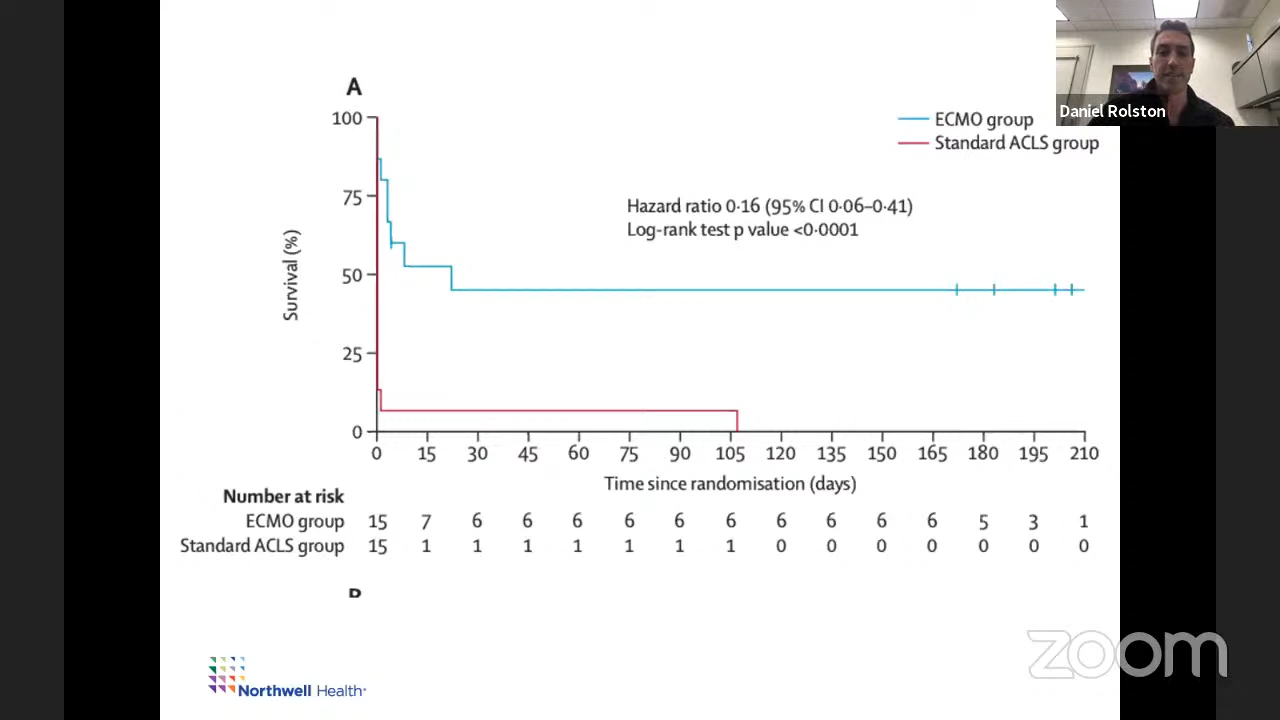 A
Daniel Rolston
ECMO group
Standard ACLS group
Hazard ratio 0·16 (95% CI 0·06–0·41)
Log-rank test p value <0·0001
Survival (%)
100
75
50
25
0
0 15 30 45 60 75 90 105 120 135 150 165 180 195 210
Time since randomisation (days)
Number at risk
ECMO group 15 7 6 6 6 6 6 6 6 6 6 6 5 3 1
Standard ACLS group 15 1 1 1 1 1 1 1 0 0 0 0 0 0 0
zoom
Northwell Health